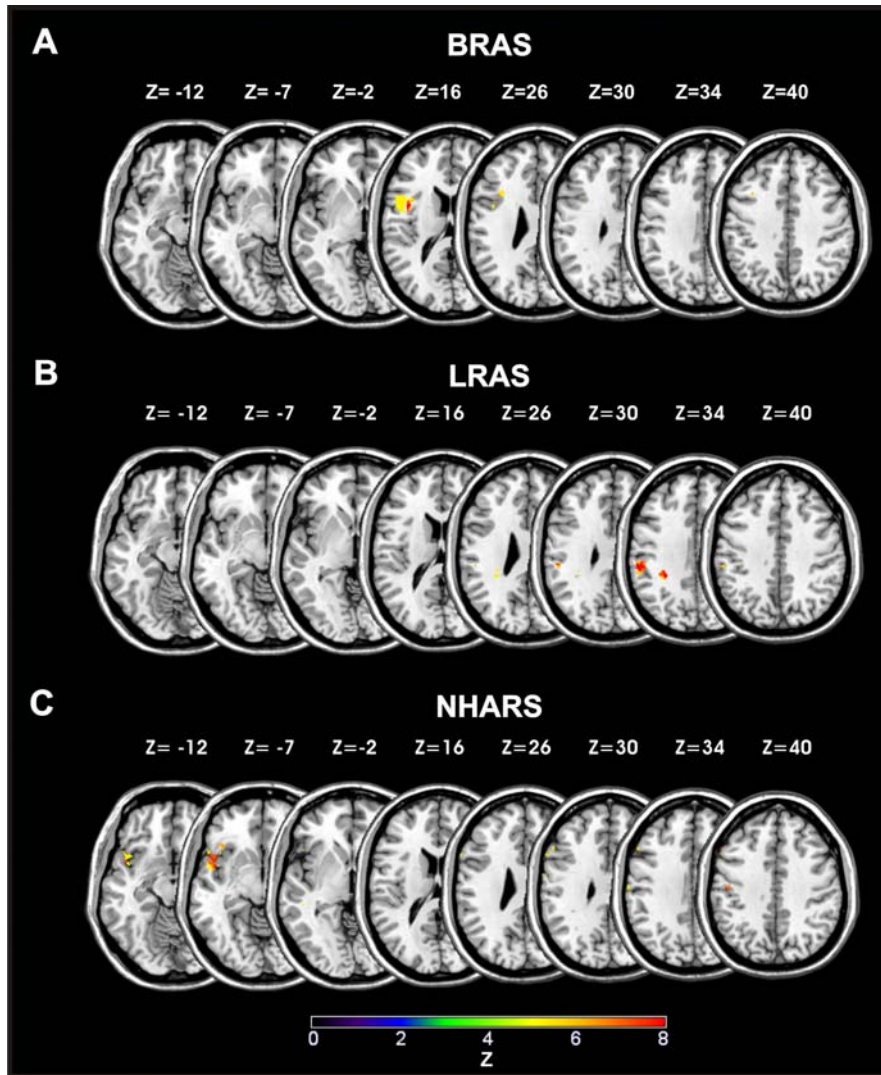 A
BRAS
Z= -12 Z= -7 Z=-2 Z=16 Z=26 Z=30 Z=34 Z=40
B
LRAS
Z= -12 Z= -7 Z=-2 Z=16 Z=26 Z=30 Z=34 Z=40
C
NHARS
Z= -12 Z= -7 Z=-2 Z=16 Z=26 Z=30 Z=34 Z=40
0 2 4 6 8
Z